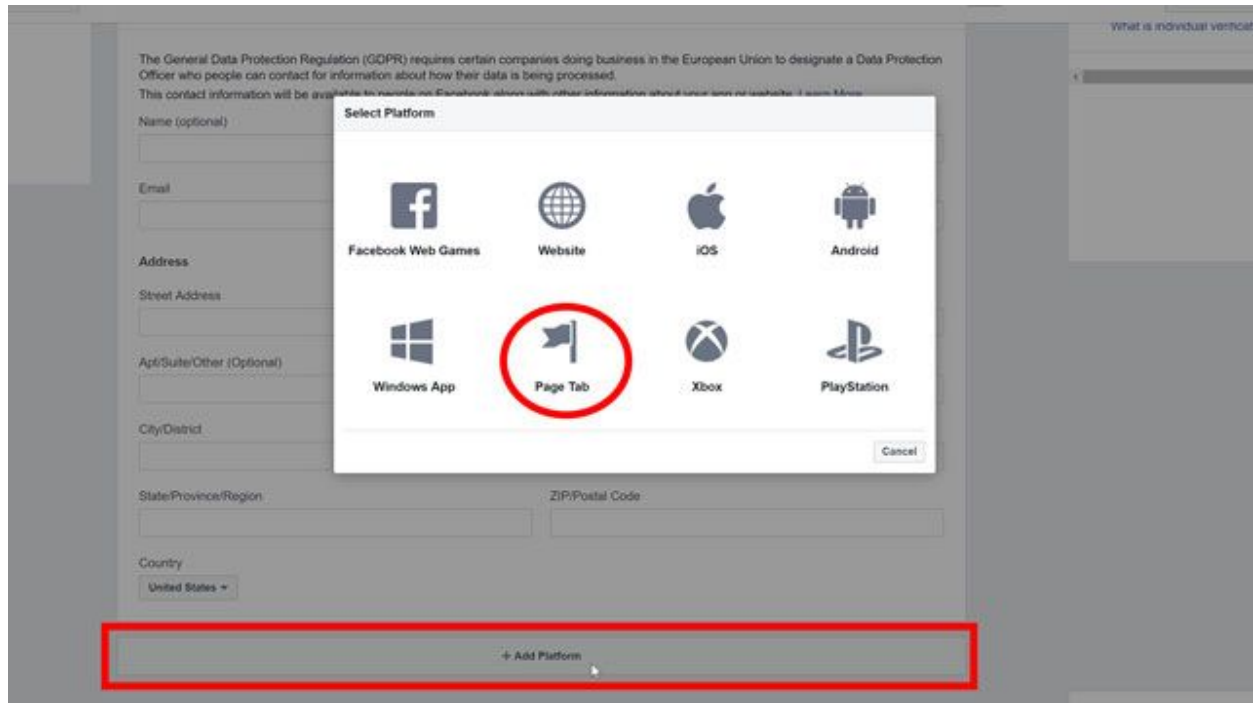 What is individual verificat
The General Data Protection Regulation (GDPR) requires certain companies doing business in the European Union to designate a Data Protection
Officer who people can contact for information about how their data is being processed.
This contact information will be available to people on Facebook along with other information about your app or website. Learn More
Name (optional)
Email
Address
Street Address
Apt/Suite/Other (Optional)
City/District
State/Province/Region
ZIP/Postal Code
Country
United States
+ Add Platform
Select Platform
Facebook Web Games
Website
iOS
Android
Windows App
Page Tab
Xbox
PlayStation
Cancel